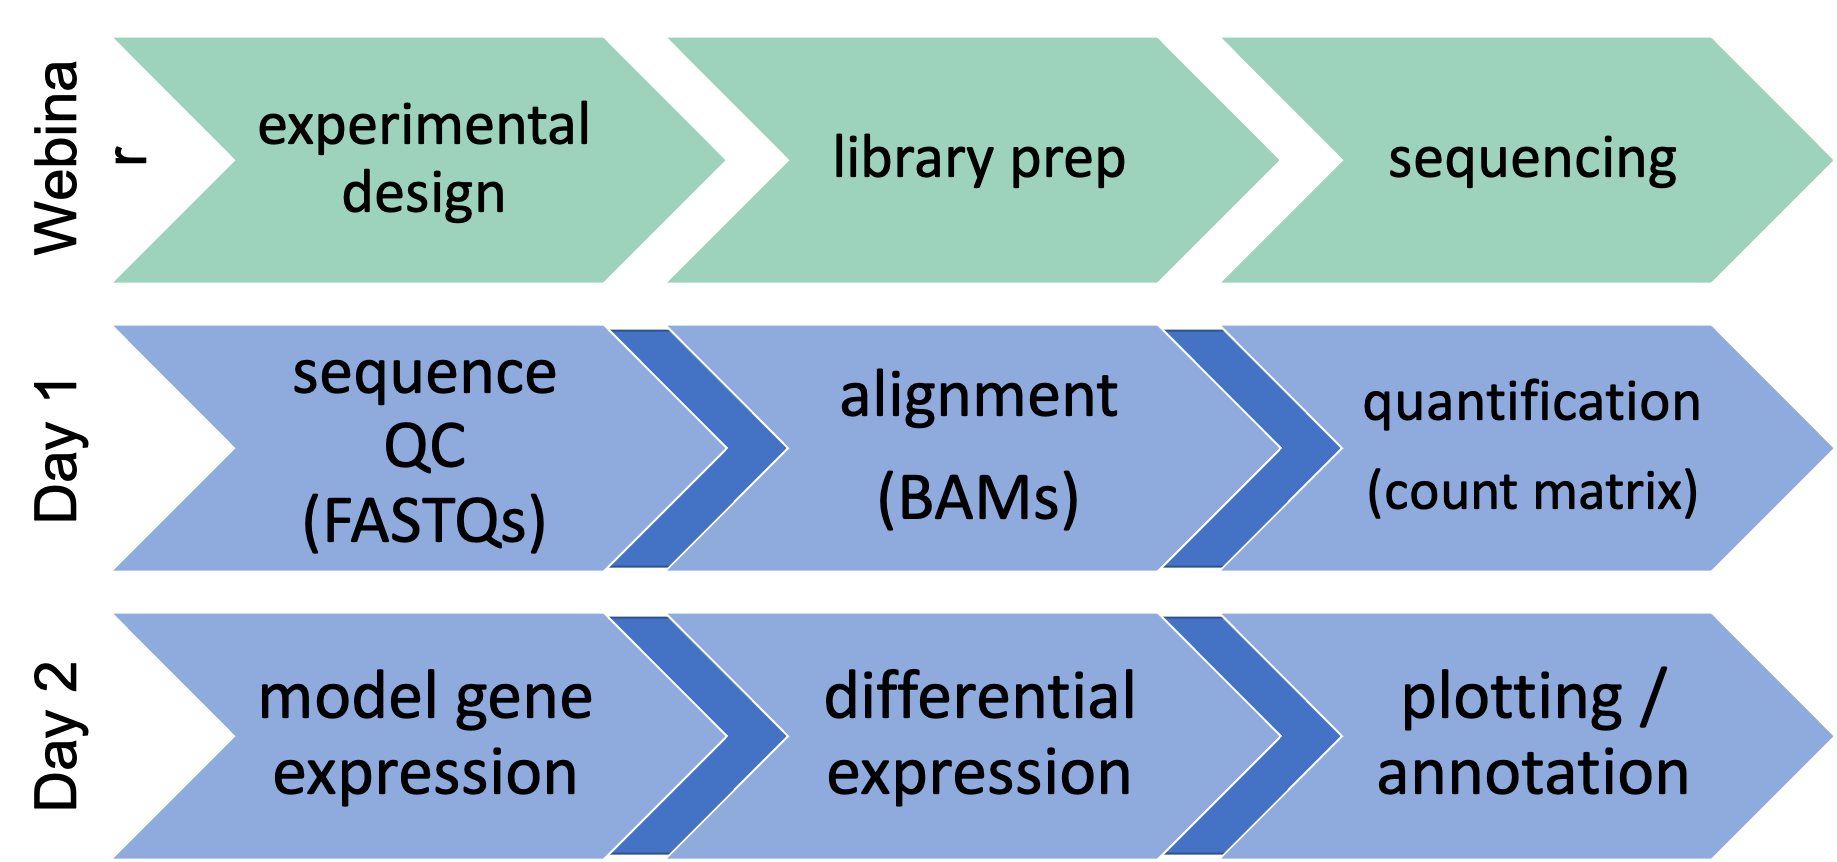 Webina
r
experimental
design
library prep
sequencing
Day 1
sequence
QC
(FASTQs)
alignment
(BAMs)
quantification
(count matrix)
Day 2
model gene
expression
differential
expression
plotting /
annotation